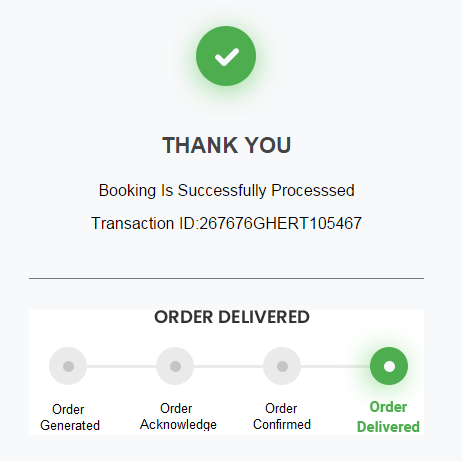 THANK YOU
Booking Is Successfully Processsed
Transaction ID:267676GHERT105467
ORDER DELIVERED
Order Generated
Order Acknowledge
Order Confirmed
Order Delivered